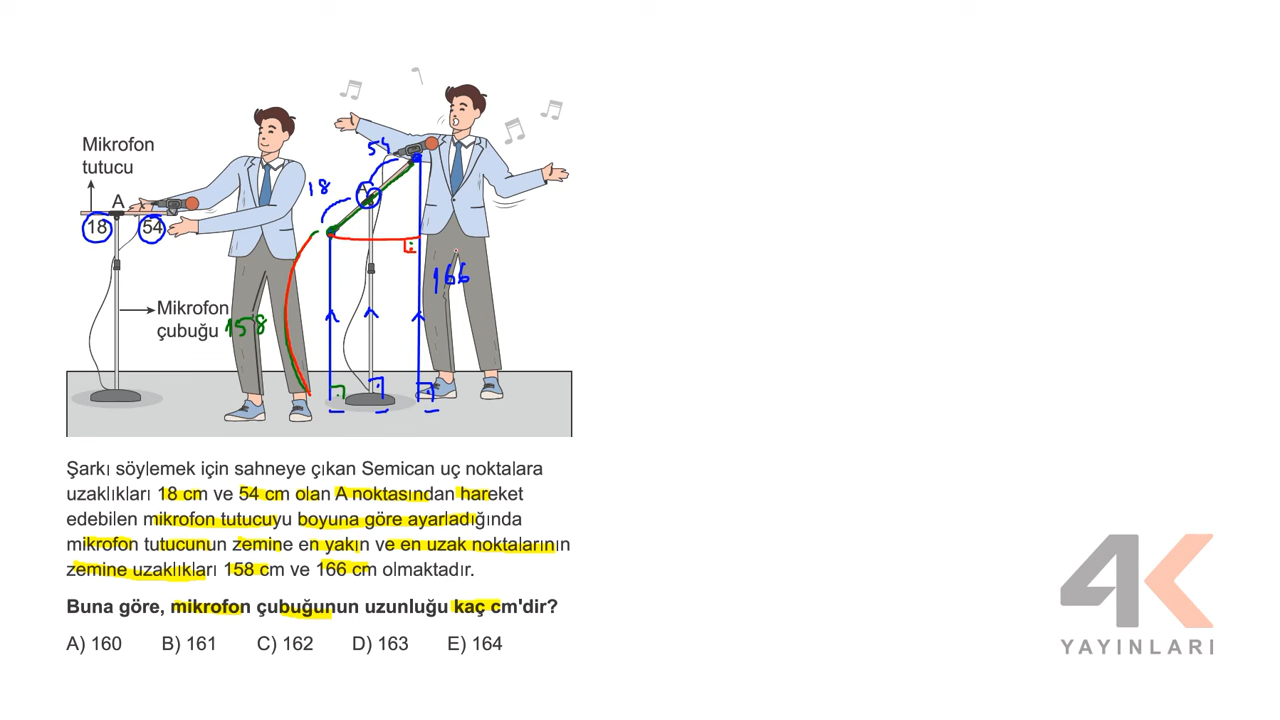 Mikrofon
tutucu
A
18
54
Mikrofon
çubuğu
158
18
54
A
166
Şarkı söylemek için sahneye çıkan Semican uç noktalara
uzaklıkları 18 cm ve 54 cm olan A noktasından hareket
edebilen mikrofon tutucuyu boyuna göre ayarladığında
mikrofon tutucunun zemine en yakın ve en uzak noktalarının
zemine uzaklıkları 158 cm ve 166 cm olmaktadır.
Buna göre, mikrofon çubuğunun uzunluğu kaç cm'dir?
A) 160 B) 161 C) 162 D) 163 E) 164
4K
YAYINLARI